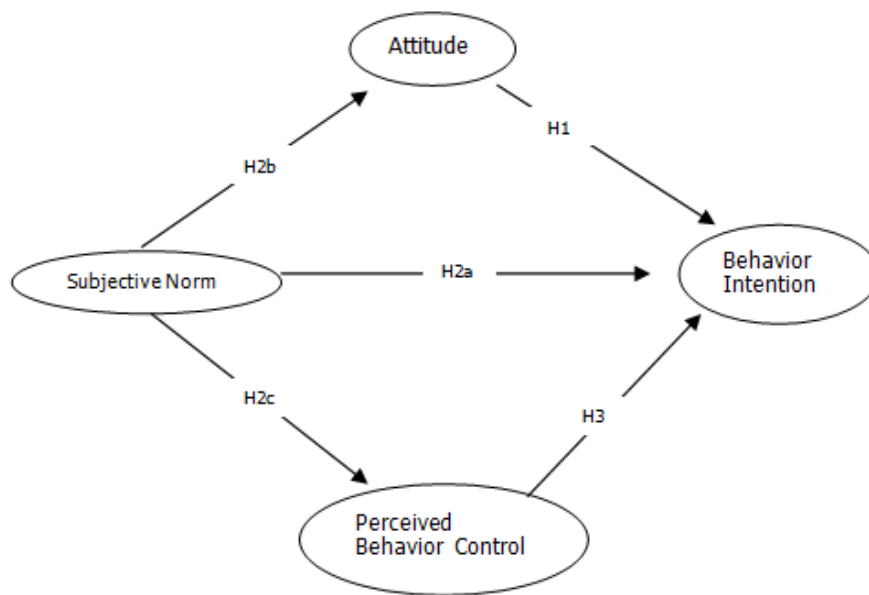 Attitude
H1
H2b
Subjective Norm
H2a
Behavior
Intention
H2c
H3
Perceived
Behavior Control